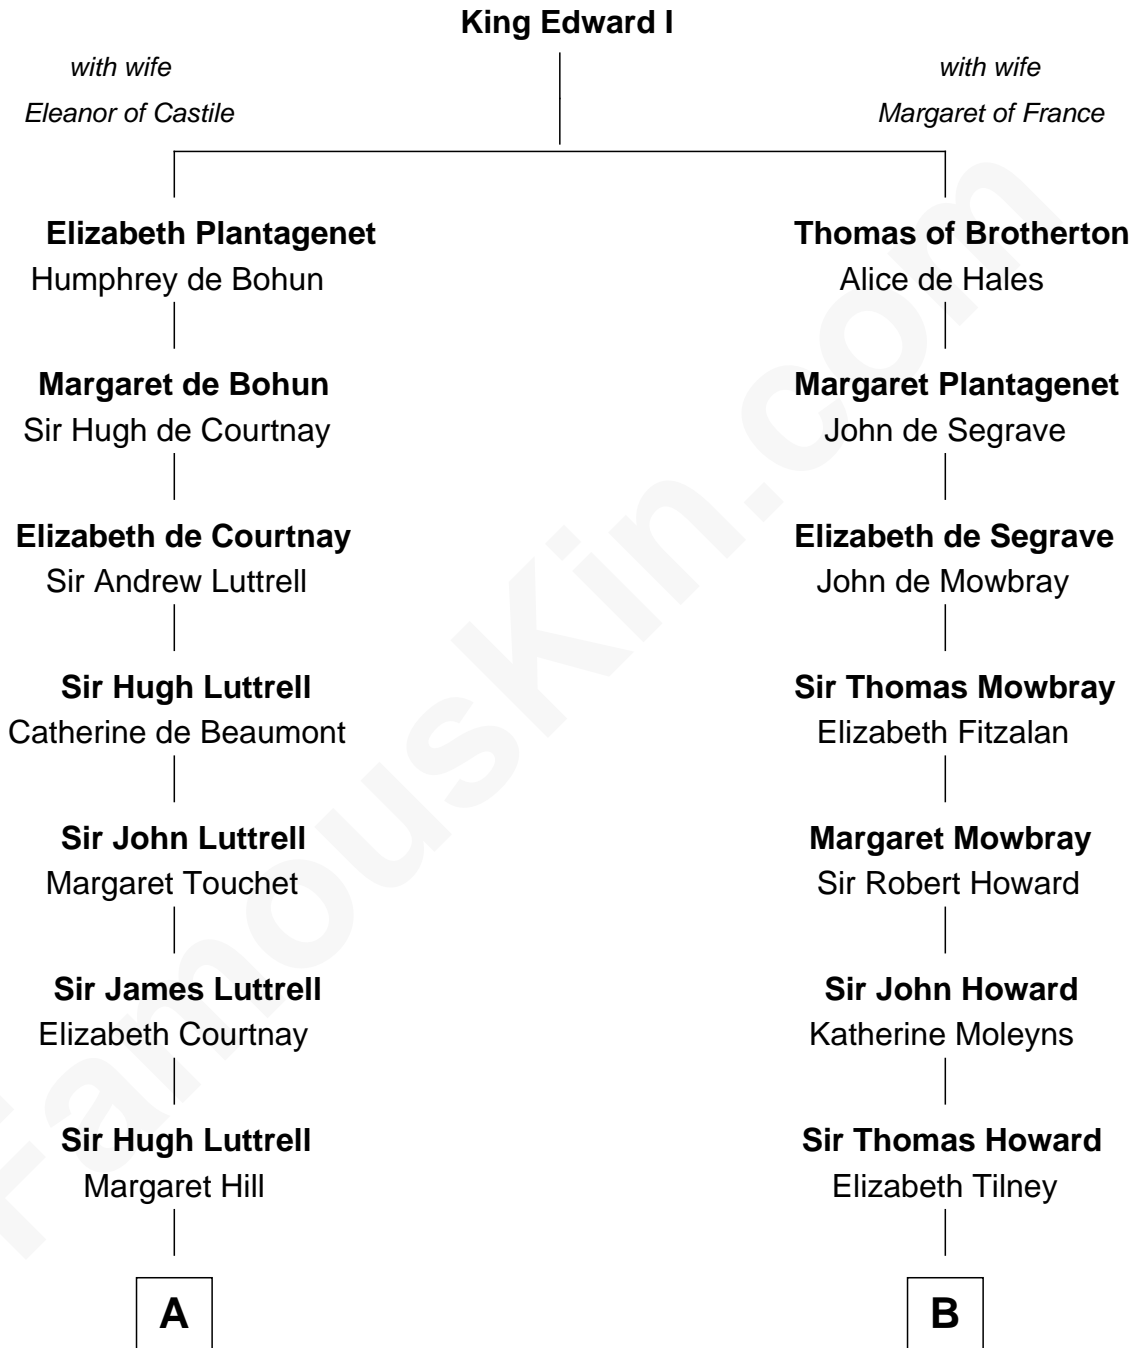 King Edward I
with wife
Eleanor of Castile
with wife
Margaret of France
Elizabeth Plantagenet
Humphrey de Bohun
Thomas of Brotherton
Alice de Hales
Margaret de Bohun
Sir Hugh de Courtnay
Margaret Plantagenet
John de Segrave
Elizabeth de Courtnay
Sir Andrew Luttrell
Elizabeth de Segrave
John de Mowbray
Sir Hugh Luttrell
Catherine de Beaumont
Sir Thomas Mowbray
Elizabeth Fitzalan
Sir John Luttrell
Margaret Touchet
Margaret Mowbray
Sir Robert Howard
Sir James Luttrell
Elizabeth Courtnay
Sir John Howard
Katherine Moleyns
Sir Hugh Luttrell
Margaret Hill
Sir Thomas Howard
Elizabeth Tilney
A
B
FamousKin.com